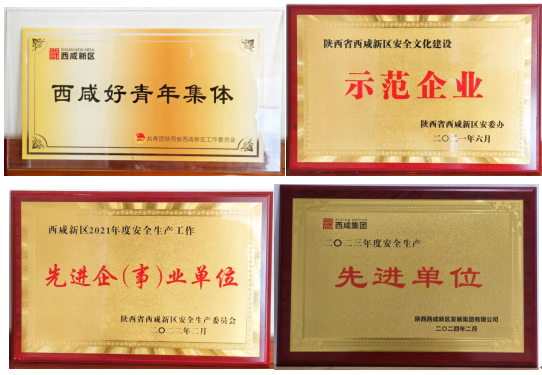 XIXIAN NEW AREA
西咸新区
西咸好青年集体
共青团陕西省西咸新区工作委员会
陕西省西咸新区安全文化建设
示范企业
陕西省西咸新区安委办
二〇二一年六月
西咸新区2021年度安全生产工作
先进企(事)业单位
陕西省西咸新区安全生产委员会
二〇二二年二月
XIXIAN GROUP
西咸集团
二〇二三年度安全生产
先进单位
陕西西咸新区发展集团有限公司
二〇二四年二月